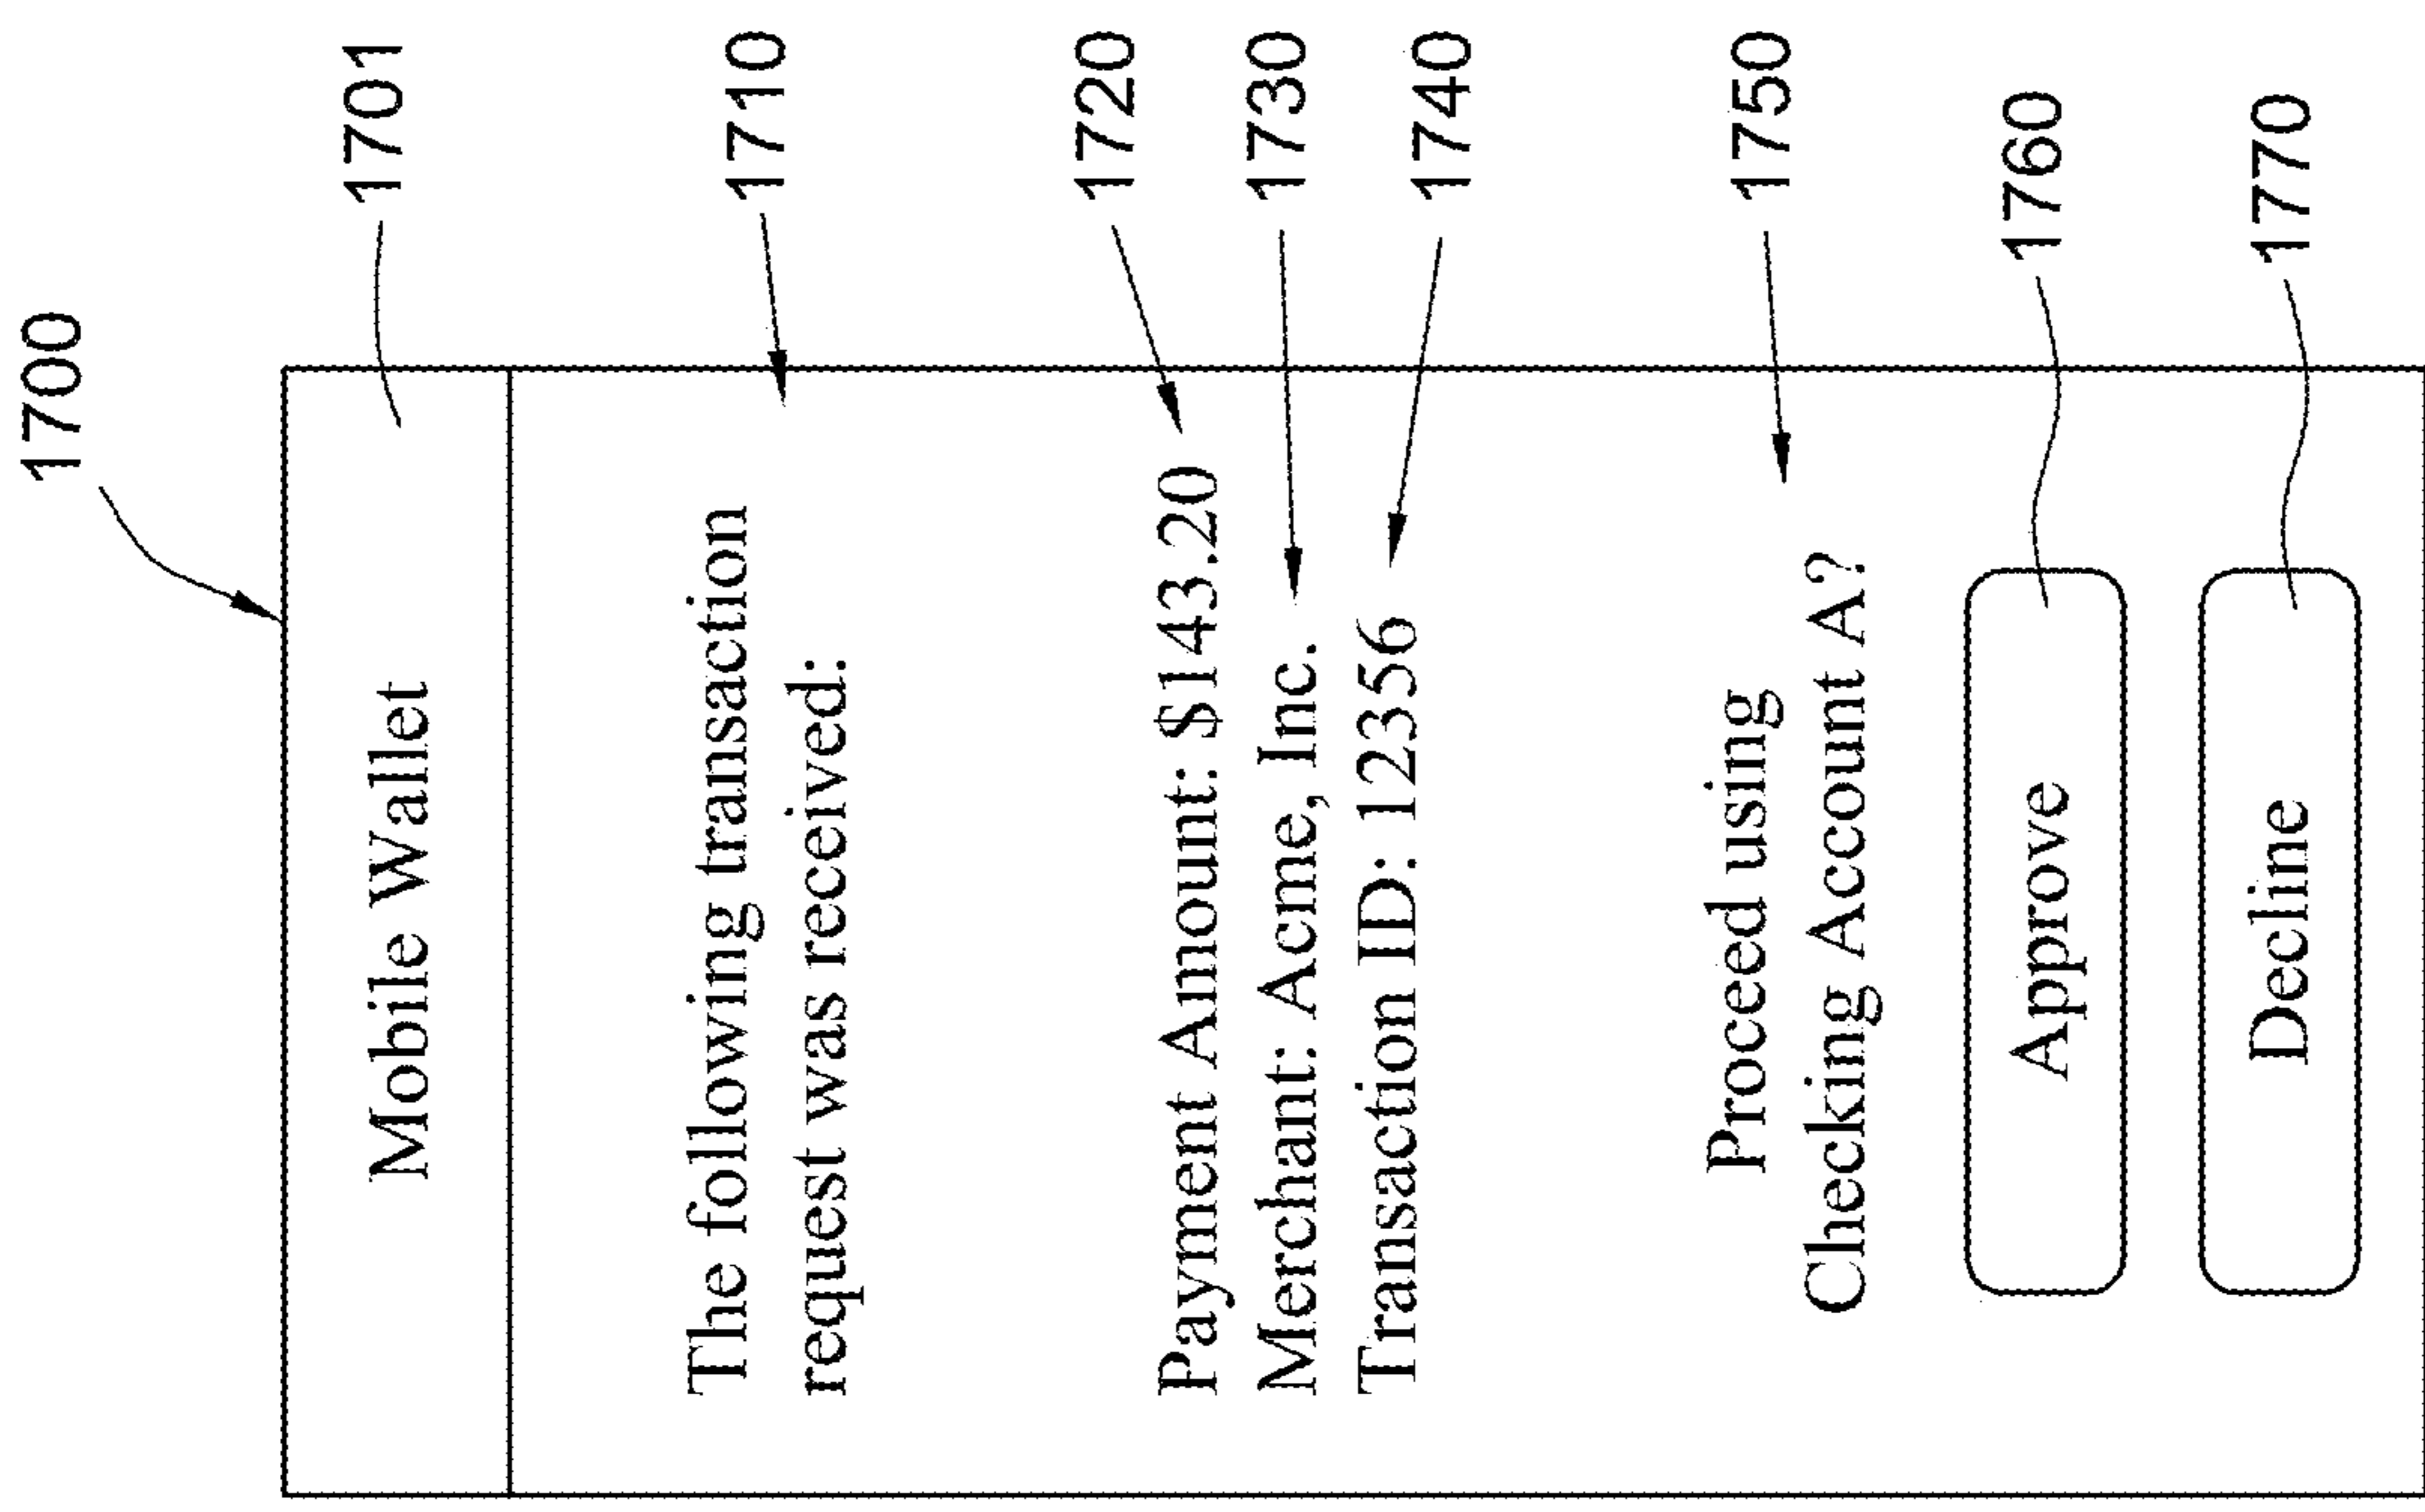 1700
Mobile Wallet
1701
The following transaction
request was received:
1710
Payment Amount: $143.20
1720
Merchant: Acme, Inc.
1730
Transaction ID: 12356
1740
Proceed using
Checking Account A?
1750
Approve
1760
Decline
1770